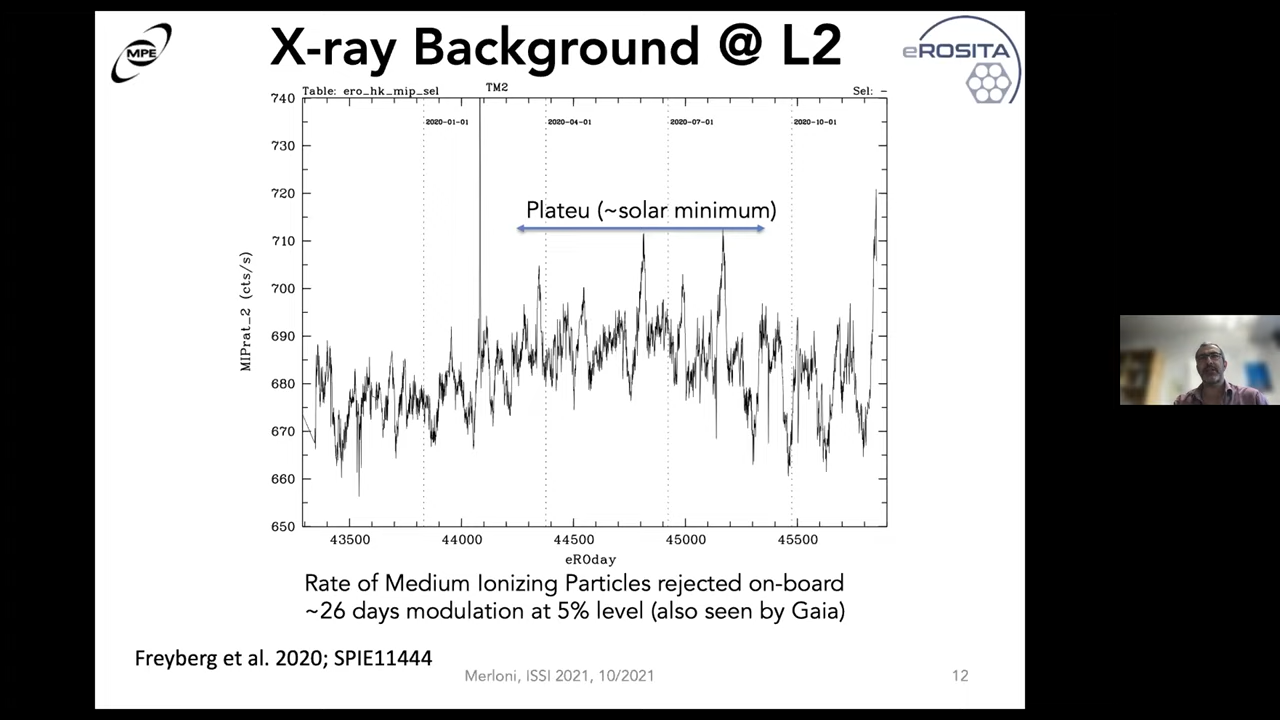 MPE
X-ray Background @ L2
eROSITA
Table: ero_hk_mip_sel
TM2
Sel: –
740
730
720
710
700
690
680
670
660
650
MIPrat_2 (cts/s)
2020-01-01
2020-04-01
2020-07-01
2020-10-01
Plateu (~solar minimum)
43500
44000
44500
45000
45500
eROday
Rate of Medium Ionizing Particles rejected on-board
~26 days modulation at 5% level (also seen by Gaia)
Freyberg et al. 2020; SPIE11444
Merloni, ISSI 2021, 10/2021
12